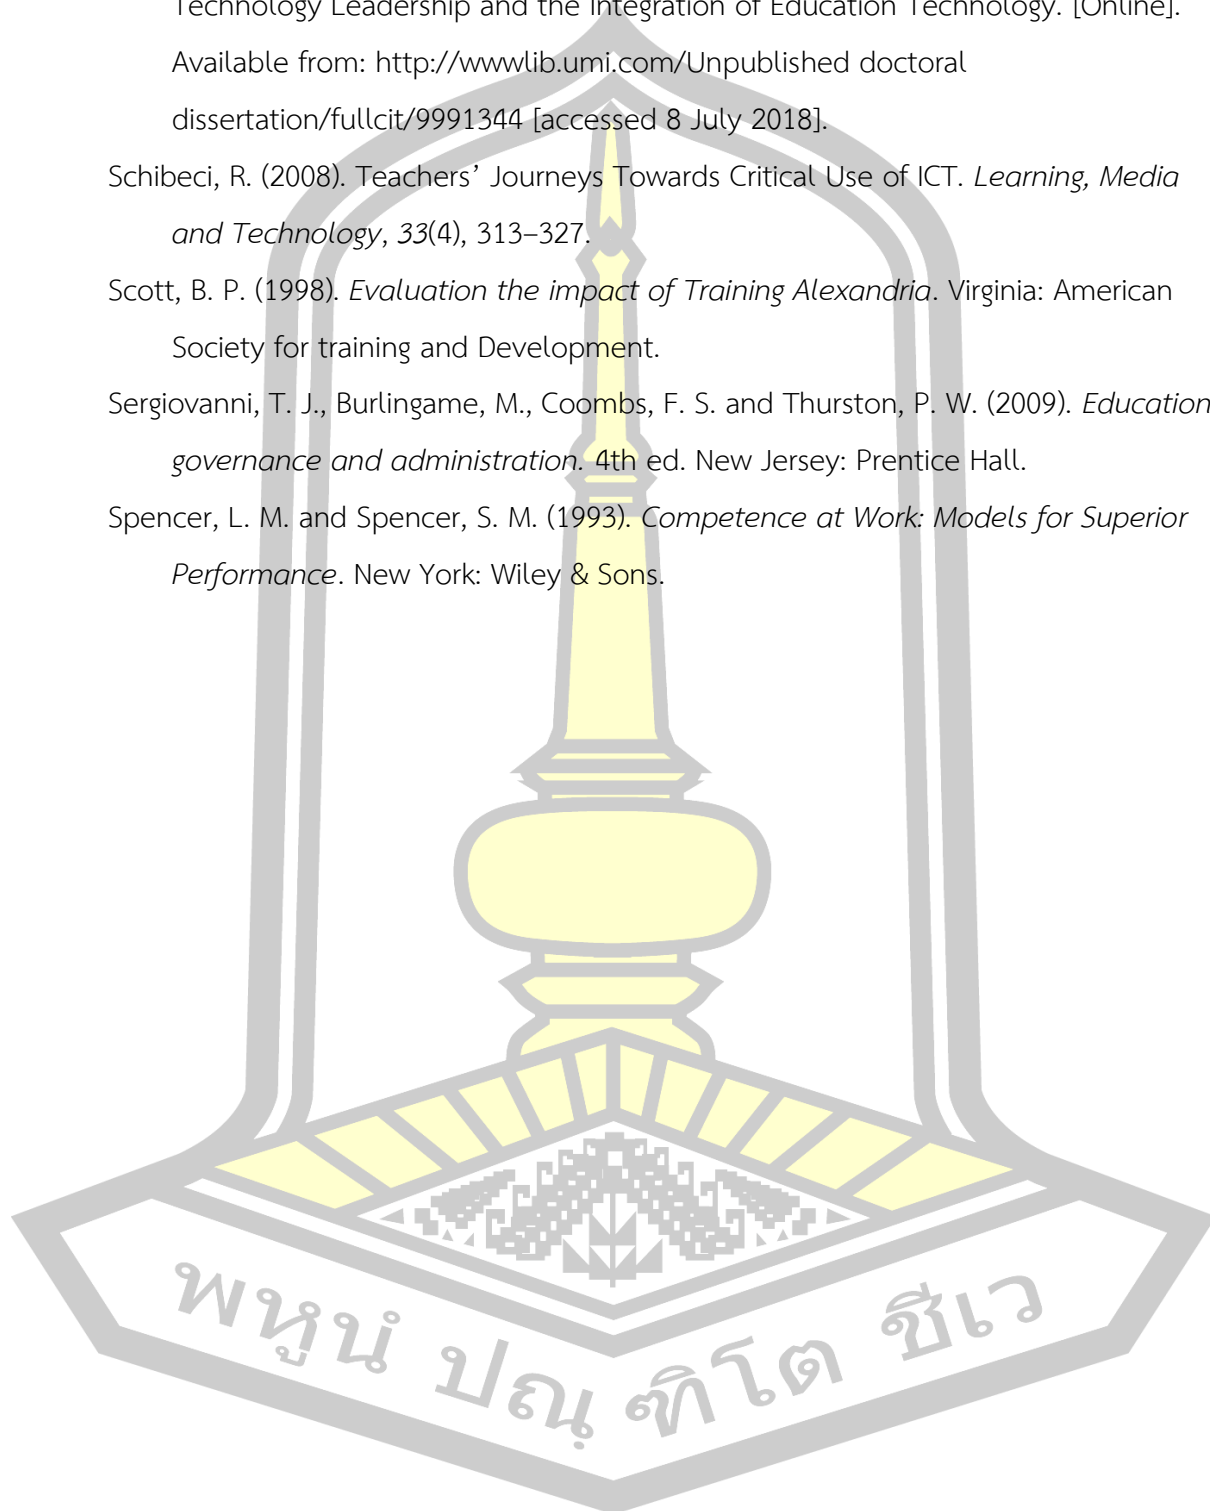 Technology Leadership and the Integration of Education Technology. [Online].
Available from: http://wwwlib.umi.com/Unpublished doctoral
dissertation/fullcit/9991344 [accessed 8 July 2018].
Schibeci, R. (2008). Teachers’ Journeys Towards Critical Use of ICT. Learning, Media
and Technology, 33(4), 313–327.
Scott, B. P. (1998). Evaluation the impact of Training Alexandria. Virginia: American
Society for training and Development.
Sergiovanni, T. J., Burlingame, M., Coombs, F. S. and Thurston, P. W. (2009). Education
governance and administration. 4th ed. New Jersey: Prentice Hall.
Spencer, L. M. and Spencer, S. M. (1993). Competence at Work: Models for Superior
Performance. New York: Wiley & Sons.
พหูนํ ปณฺฑิโต ชีเว